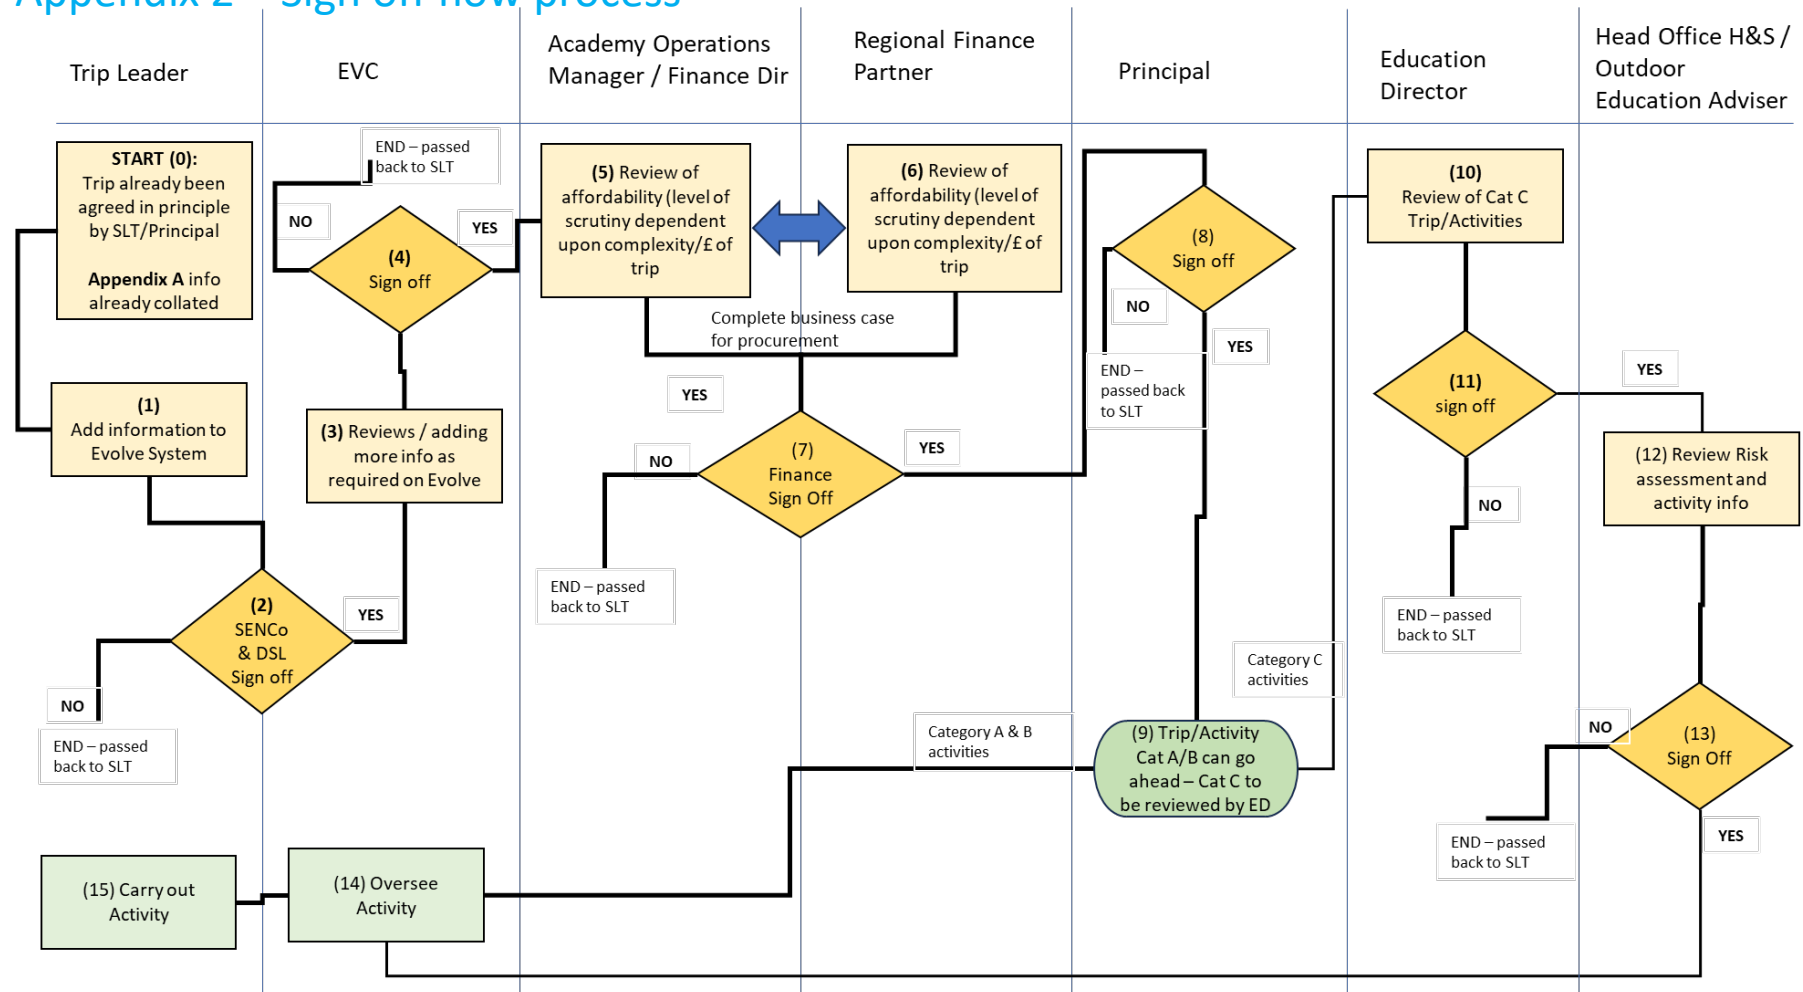 Appendix 2 – Sign off flow process
Trip Leader
EVC
Academy Operations
Manager / Finance Dir
Regional Finance
Partner
Principal
Education
Director
Head Office H&S /
Outdoor
Education Adviser
START (0):
Trip already been
agreed in principle
by SLT/Principal
Appendix A info
already collated
(1)
Add information to
Evolve System
(2)
SENCo
& DSL
Sign off
NO
END – passed
back to SLT
YES
(3) Reviews / adding
more info as
required on Evolve
(4)
Sign off
NO
END – passed
back to SLT
YES
(5) Review of
affordability (level of
scrutiny dependent
upon complexity/£ of
trip
(6) Review of
affordability (level of
scrutiny dependent
upon complexity/£ of
trip
Complete business case
for procurement
YES
(7)
Finance
Sign Off
NO
END – passed
back to SLT
YES
(8)
Sign off
NO
END –
passed back
to SLT
YES
(9) Trip/Activity
Cat A/B can go
ahead – Cat C to
be reviewed by ED
Category A & B
activities
Category C
activities
(10)
Review of Cat C
Trip/Activities
(11)
sign off
NO
END – passed
back to SLT
YES
(12) Review Risk
assessment and
activity info
(13)
Sign Off
NO
END – passed
back to SLT
YES
(14) Oversee
Activity
(15) Carry out
Activity